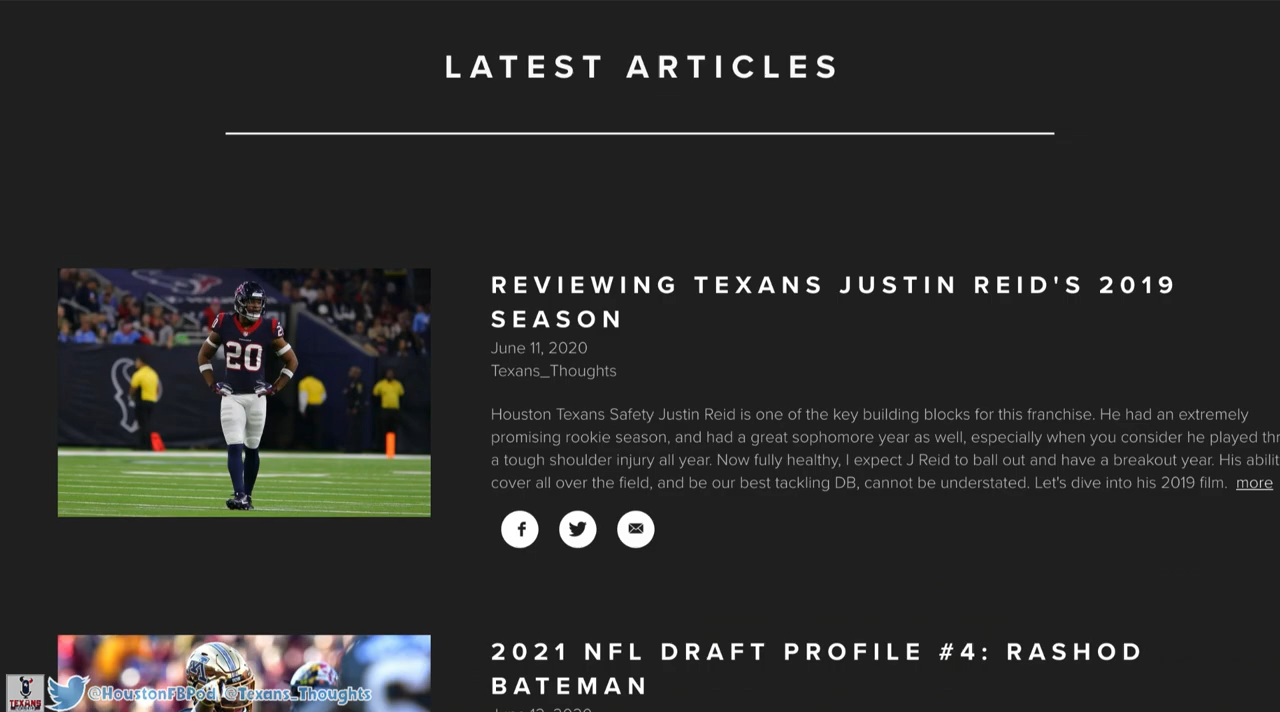 LATEST ARTICLES
20
REVIEWING TEXANS JUSTIN REID'S 2019
SEASON
June 11, 2020
Texans_Thoughts
Houston Texans Safety Justin Reid is one of the key building blocks for this franchise. He had an extremely
promising rookie season, and had a great sophomore year as well, especially when you consider he played thr
a tough shoulder injury all year. Now fully healthy, I expect J Reid to ball out and have a breakout year. His abilit
cover all over the field, and be our best tackling DB, cannot be understated. Let's dive into his 2019 film. more
2021 NFL DRAFT PROFILE #4: RASHOD
BATEMAN
@HoustonFBPod, @Texans_Thoughts
TEXANS